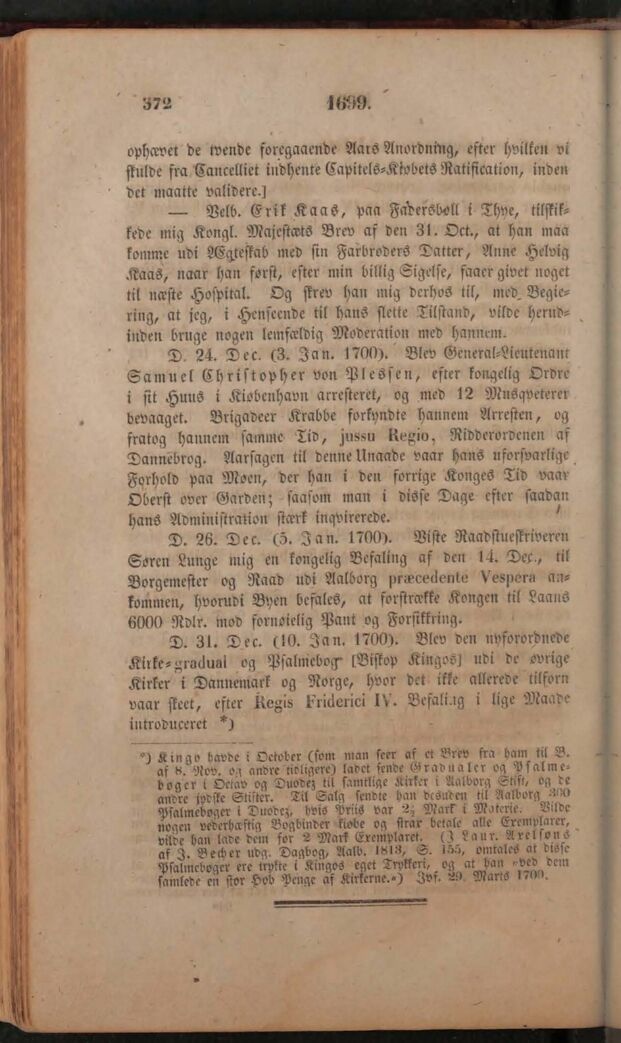 372 1699.
ophævet de tvende foregaaende Aars Anordning, efter hvilken vi
skulde fra Cancelliet indhente Capitels-Kiøbets Ratification, inden
det maatte validere.]
— Velb. Erik Kaas, paa Fadersbøll i Thye, tilskik-
kede mig Kongl. Majestæts Brev af den 31. Oct., at han maa
komme udi Ægteskab med sin Farbroders Datter, Anne Helvig
Kaas, naar han først, efter min billig Sigelse, faaer givet noget
til næste Hospital. Og skrev han mig derhos til, med Begie-
ring, at jeg, i Henseende til hans slette Tilstand, vilde herud-
inden bruge nogen lemfældig Moderation med hannem.
D. 24. Dec. (3. Jan. 1700). Blev General-Lieutenant
Samuel Christopher von Plessen, efter kongelig Ordre
i sit Huus i Kiøbenhavn arresteret, og med 12 Musqveterer
bevaaget. Brigadeer Krabbe forkyndte hannem Arresten, og
fratog hannem samme Tid, jussu Regio, Ridderordenen af
Dannebrog. Aarsagen til denne Unaade vaar hans uforsvarlige
Forhold paa Møen, der han i den forrige Konges Tid vaar
Oberst over Garden; saasom man i disse Dage efter saadan
hans Administration stærk inqvirerede.
D. 26. Dec. (5. Jan. 1700). Viste Raadstueskriveren
Søren Lunge mig en kongelig Befaling af den 14. Dec., til
Borgemester og Raad udi Aalborg præcedente Vespera an-
kommen, hvorudi Byen befales, at forstrække Kongen til Laans
6000 Rdlr. mod fornøielig Pant og Forsikkring.
D. 31. Dec. (10. Jan. 1700). Blev den nyforordnede
Kirke-gradual og Psalmebog [Biskop Kingos] udi de øvrige
Kirker i Dannemark og Norge, hvor det ikke allerede tilforn
vaar skeet, efter Regis Friderici IV. Befaling i lige Maade
introduceret *)
*) Kingo havde i October (som man seer af et Brev fra ham til B.
af 8. Nov. og andre tidligere) ladet sende Gradualer og Psalme-
bøger i Octav og Duodez til samtlige Kirker i Aalborg Stift, og de
andre jydske Stifter. Til Salg sendte han desuden til Aalborg 300
Psalmebøger i Duodez, hvis Priis var 2½ Mark i Materie. Vilde
nogen vederhæftig Bogbinder kiøbe og strax betale alle Exemplarer,
vilde han lade dem for 2 Mark Exemplaret. (I Laur. Axelsøns
af J. Becher udg. Dagbog, Aalb. 1813, S. 155, omtales at disse
Psalmebøger ere trykte i Kingos eget Trykkeri, og at han »ved dem
samlede en stor Hob Penge af Kirkerne.«) Jvf. 29. Marts 1700.